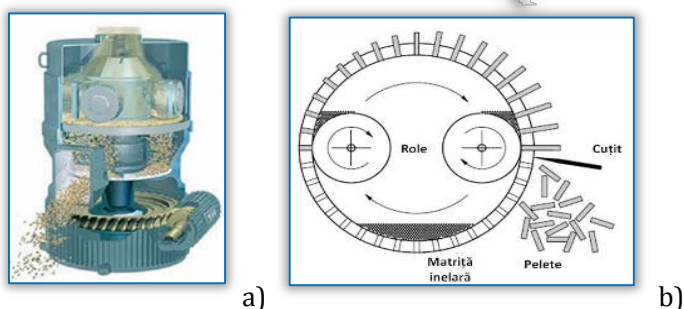 Role
Cuțit
Matriță
inelară
Pelete
a)
b)